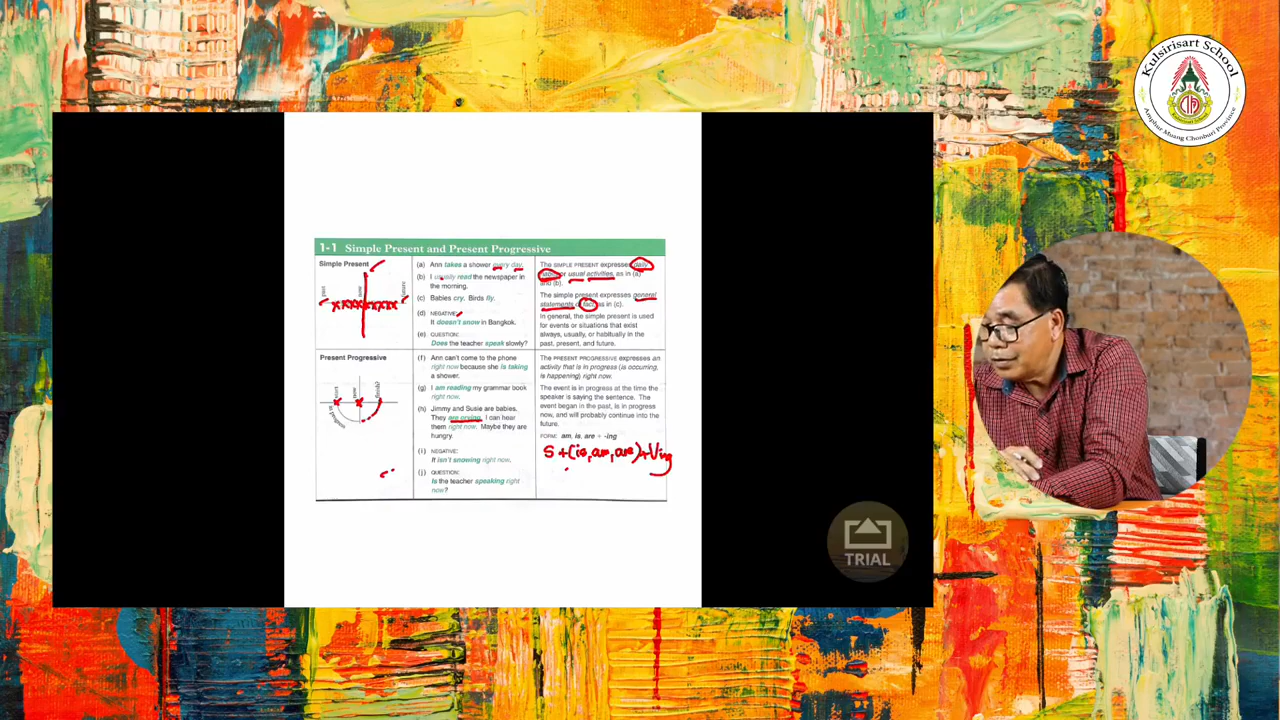 Kulsirisart School
Amphur Muang Chonburi Province
1-1 Simple Present and Present Progressive
Simple Present
past
now
future
(a) Ann takes a shower every day.
(b) I usually read the newspaper in
the morning.
(c) Babies cry. Birds fly.
(d) NEGATIVE:
It doesn't snow in Bangkok.
(e) QUESTION:
Does the teacher speak slowly?
The SIMPLE PRESENT expresses daily
habits or usual activities, as in (a)
and (b).
The simple present expresses general
statements of fact, as in (c).
In general, the simple present is used
for events or situations that exist
always, usually, or habitually in the
past, present, and future.
Present Progressive
now
in progress
(f) Ann can't come to the phone
right now because she is taking
a shower.
(g) I am reading my grammar book
right now.
(h) Jimmy and Susie are babies.
They are crying. I can hear
them right now. Maybe they are
hungry.
(i) NEGATIVE:
It isn't snowing right now.
(j) QUESTION:
Is the teacher speaking right
now?
The PRESENT PROGRESSIVE expresses an
activity that is in progress (is occurring,
is happening) right now.
The event is in progress at the time the
speaker is saying the sentence. The
event began in the past, is in progress
now, and will probably continue into the
future.
FORM: am, is, are + -ing
S + (is, am, are) + Ving
TRIAL